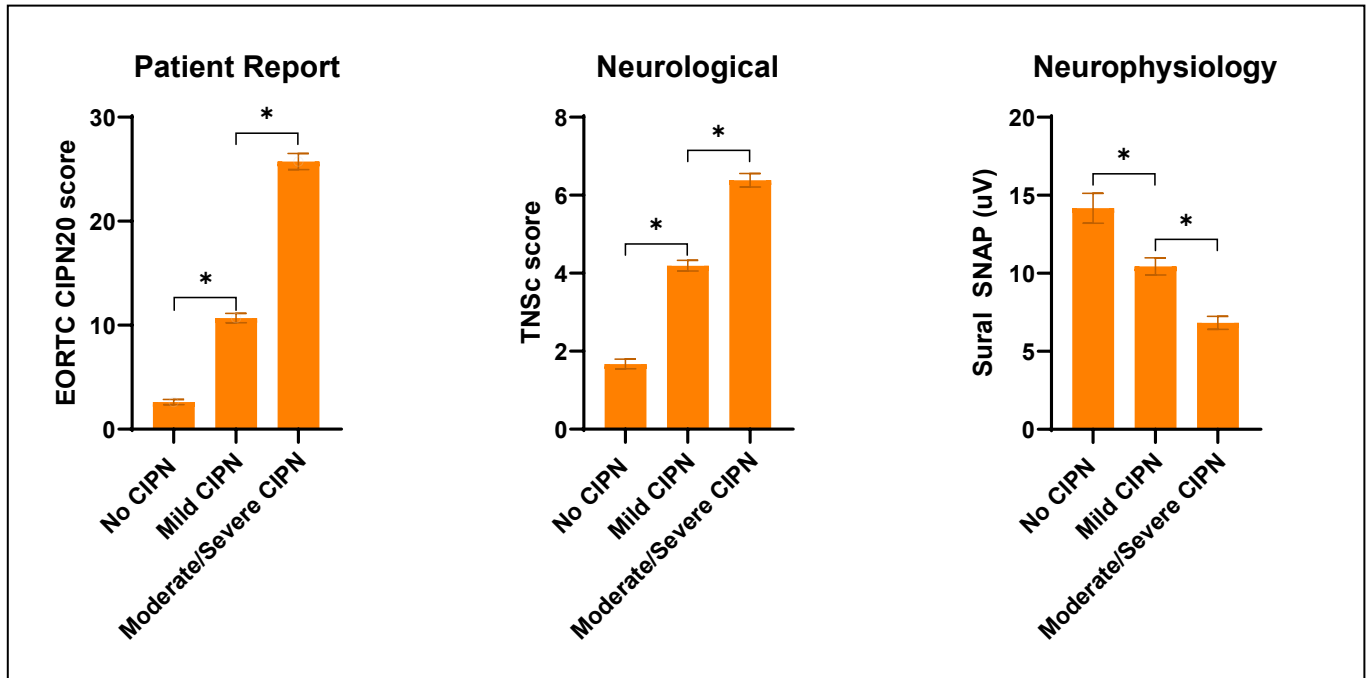 Patient Report
EORTC CIPN20 score
30
20
10
0
*
*
No CIPN
Mild CIPN
Moderate/Severe CIPN
Neurological
TNSc score
8
6
4
2
0
*
*
No CIPN
Mild CIPN
Moderate/Severe CIPN
Neurophysiology
Sural SNAP (uV)
20
15
10
5
0
*
*
No CIPN
Mild CIPN
Moderate/Severe CIPN